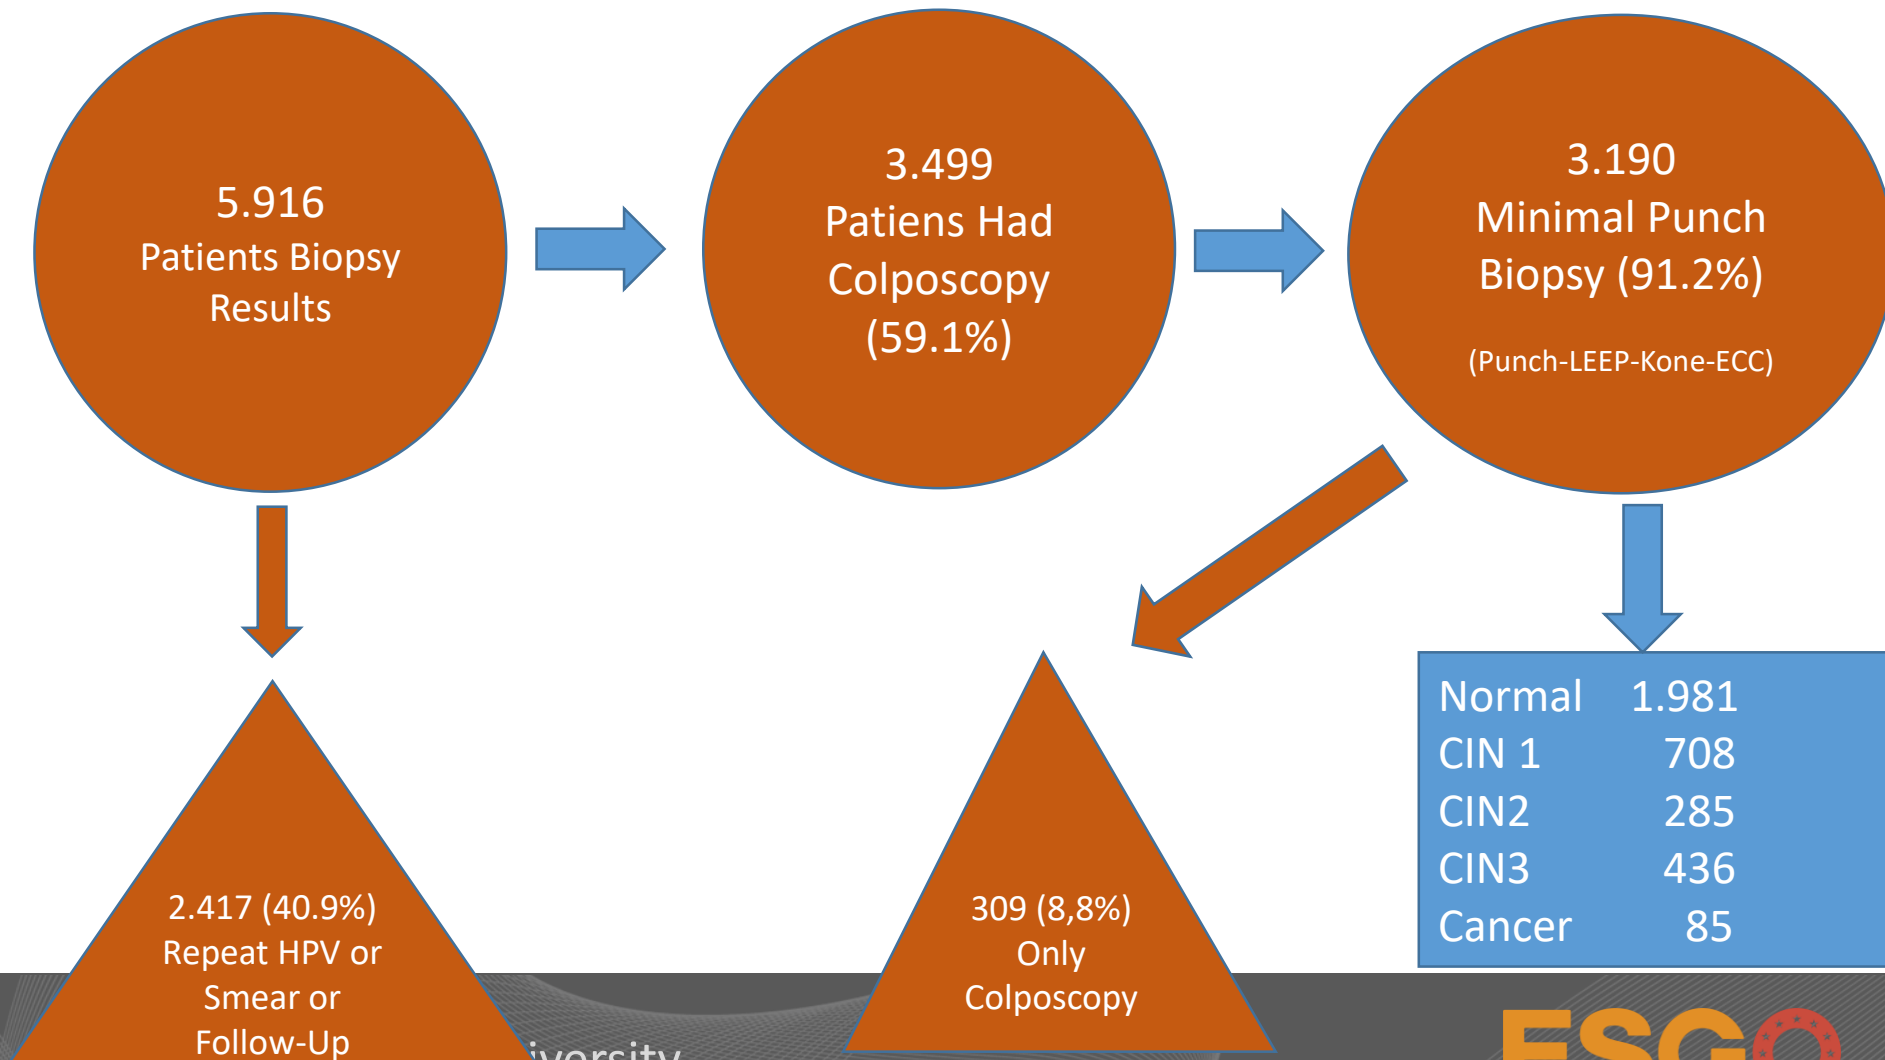 5.916
Patients Biopsy
Results
3.499
Patiens Had
Colposcopy
(59.1%)
3.190
Minimal Punch
Biopsy (91.2%)
(Punch-LEEP-Kone-ECC)
2.417 (40.9%)
Repeat HPV or
Smear or
Follow-Up
309 (8,8%)
Only
Colposcopy
Normal 1.981
CIN 1 708
CIN2 285
CIN3 436
Cancer 85
ESGO